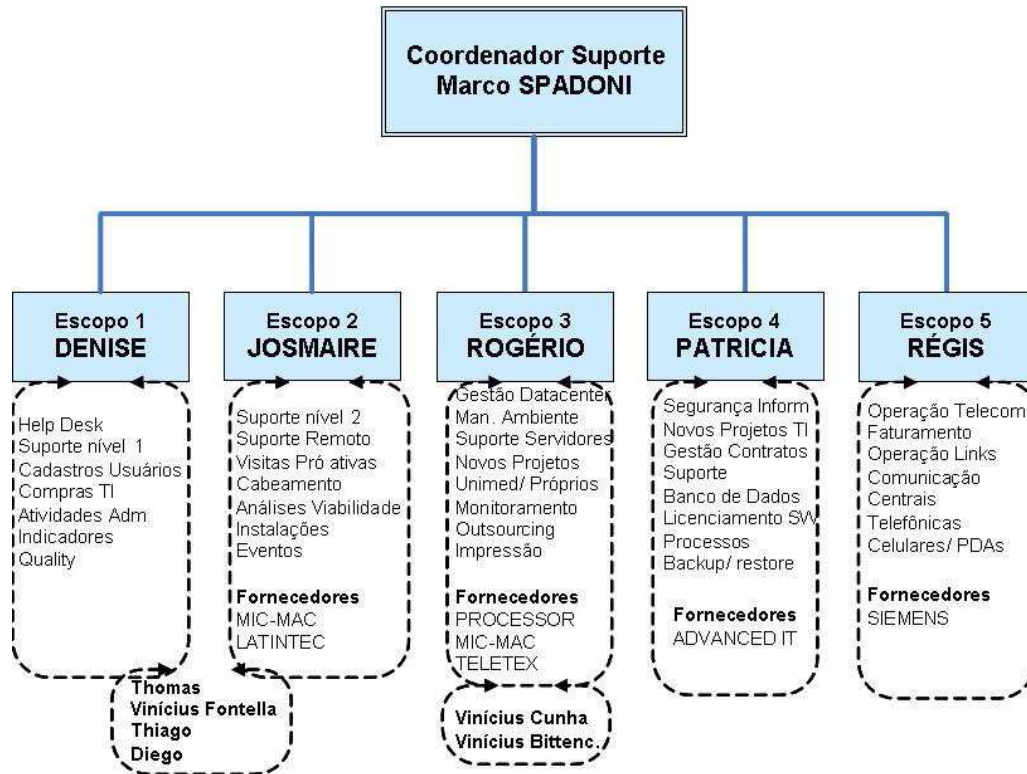 Coordenador Suporte
Marco SPADONI
Escopo 1
DENISE
Help Desk
Suporte nível 1
Cadastros Usuários
Compras TI
Atividades Adm
Indicadores
Quality
Escopo 2
JOSMAIRE
Suporte nível 2
Suporte Remoto
Visitas Pró ativas
Cabeamento
Análises Viabilidade
Instalações
Eventos
Fornecedores
MIC-MAC
LATINTEC
Thomas
Vinícius Fontella
Thiago
Diego
Escopo 3
ROGÉRIO
Gestão Datacenter
Man. Ambiente
Suporte Servidores
Novos Projetos
Unimed/ Próprios
Monitoramento
Outsourcing
Impressão
Fornecedores
PROCESSOR
MIC-MAC
TELETEX
Vinícius Cunha
Vinícius Bittenc.
Escopo 4
PATRICIA
Segurança Inform
Novos Projetos TI
Gestão Contratos
Suporte
Banco de Dados
Licenciamento SW
Processos
Backup/ restore
Fornecedores
ADVANCED IT
Escopo 5
RÉGIS
Operação Telecom
Faturamento
Operação Links
Comunicação
Centrais
Telefônicas
Celulares/ PDAs
Fornecedores
SIEMENS